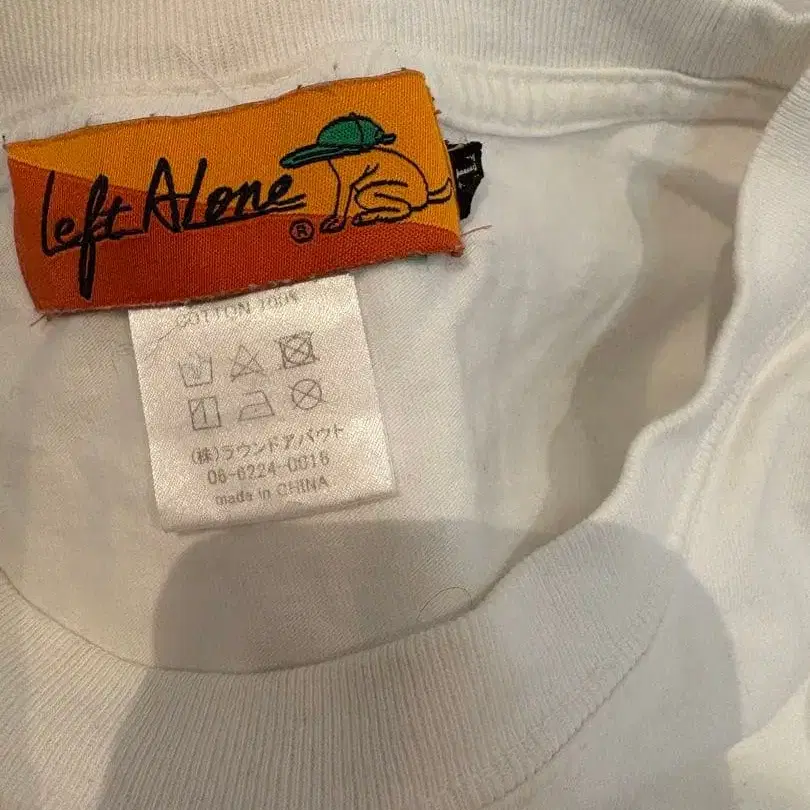 Left Alone
®
COTTON 100%
(株)ラウンドアバウト
06-6224-0018
made in CHINA